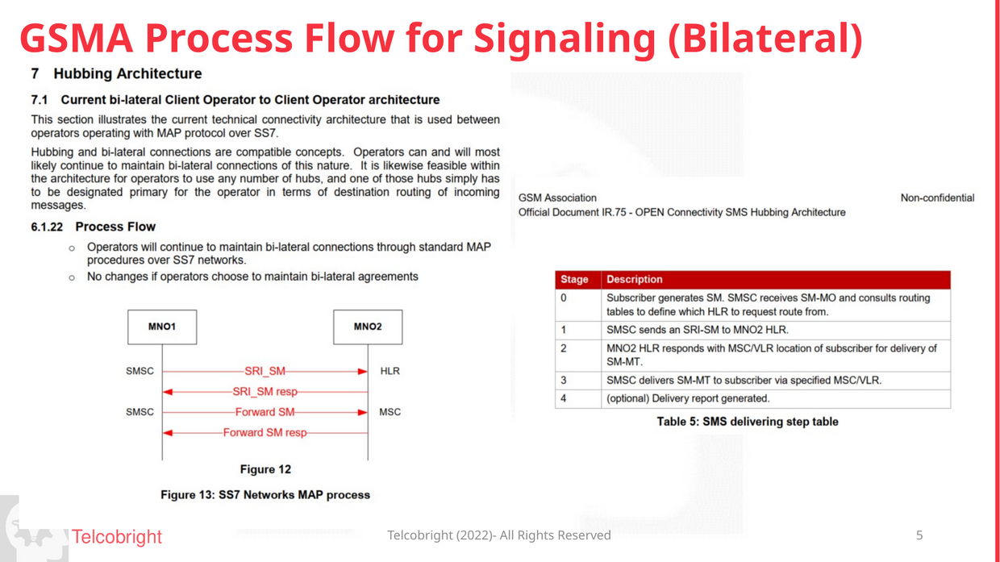 GSMA Process Flow for Signaling (Bilateral)
7 Hubbing Architecture
7.1 Current bi-lateral Client Operator to Client Operator architecture
This section illustrates the current technical connectivity architecture that is used between
operators operating with MAP protocol over SS7.
Hubbing and bi-lateral connections are compatible concepts. Operators can and will most
likely continue to maintain bi-lateral connections of this nature. It is likewise feasible within
the architecture for operators to use any number of hubs, and one of those hubs simply has
to be designated primary for the operator in terms of destination routing of incoming
messages.
6.1.22 Process Flow
o Operators will continue to maintain bi-lateral connections through standard MAP
procedures over SS7 networks.
o No changes if operators choose to maintain bi-lateral agreements
MNO1 MNO2
SMSC SRI_SM HLR
SRI_SM resp
SMSC Forward SM MSC
Forward SM resp
Figure 12
Figure 13: SS7 Networks MAP process
GSM Association Non-confidential
Official Document IR.75 - OPEN Connectivity SMS Hubbing Architecture
Stage Description
0 Subscriber generates SM. SMSC receives SM-MO and consults routing
tables to define which HLR to request route from.
1 SMSC sends an SRI-SM to MNO2 HLR.
2 MNO2 HLR responds with MSC/VLR location of subscriber for delivery of
SM-MT.
3 SMSC delivers SM-MT to subscriber via specified MSC/VLR.
4 (optional) Delivery report generated.
Table 5: SMS delivering step table
Telcobright
Telcobright (2022)- All Rights Reserved
5